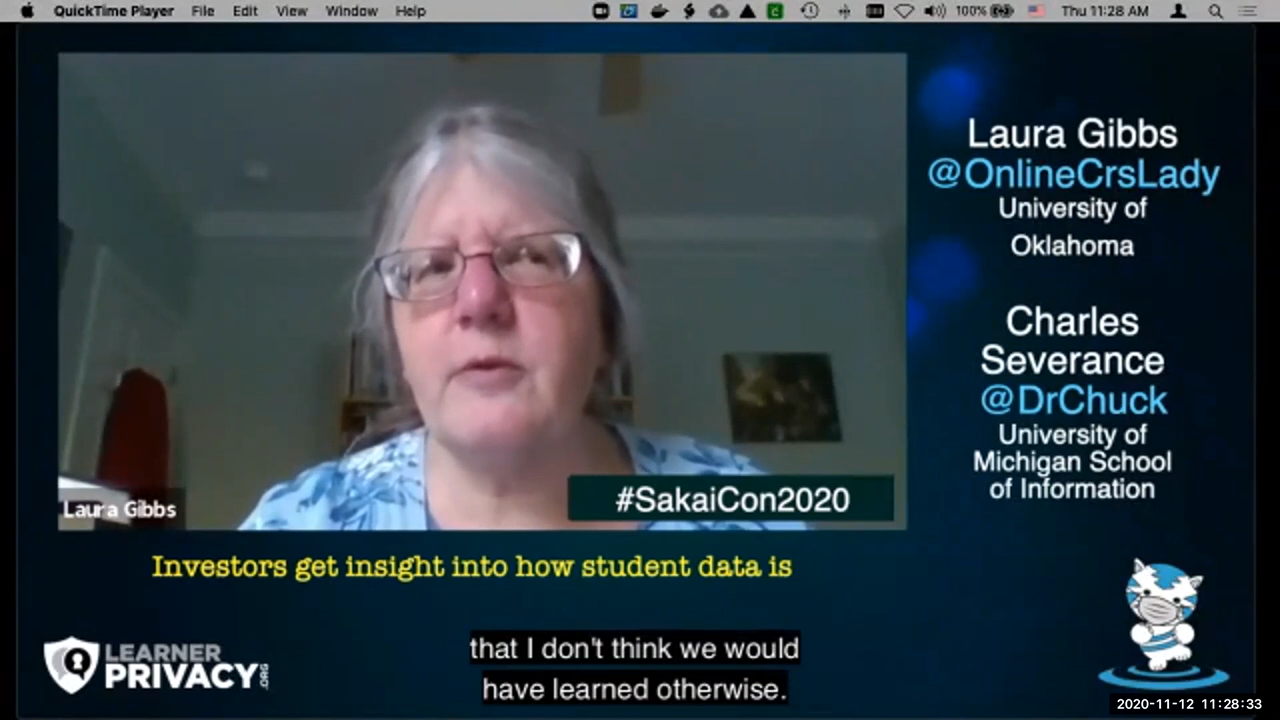 QuickTime Player File Edit View Window Help 100% Thu 11:28 AM
Laura Gibbs
@OnlineCrsLady
University of
Oklahoma
Charles
Severance
@DrChuck
University of
Michigan School
of Information
#SakaiCon2020
Laura Gibbs
Investors get insight into how student data is
LEARNER
PRIVACY.ORG
that I don't think we would
have learned otherwise.
2020-11-12 11:28:33